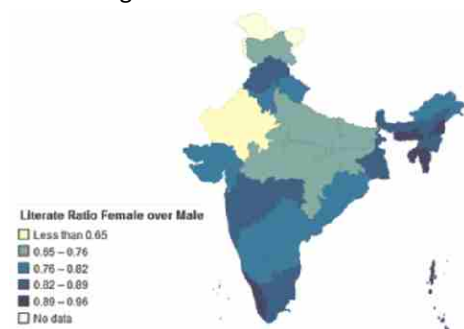 Literate Ratio Female over Male
Less than 0.65
0.65 – 0.76
0.76 – 0.82
0.82 – 0.89
0.89 – 0.96
No data